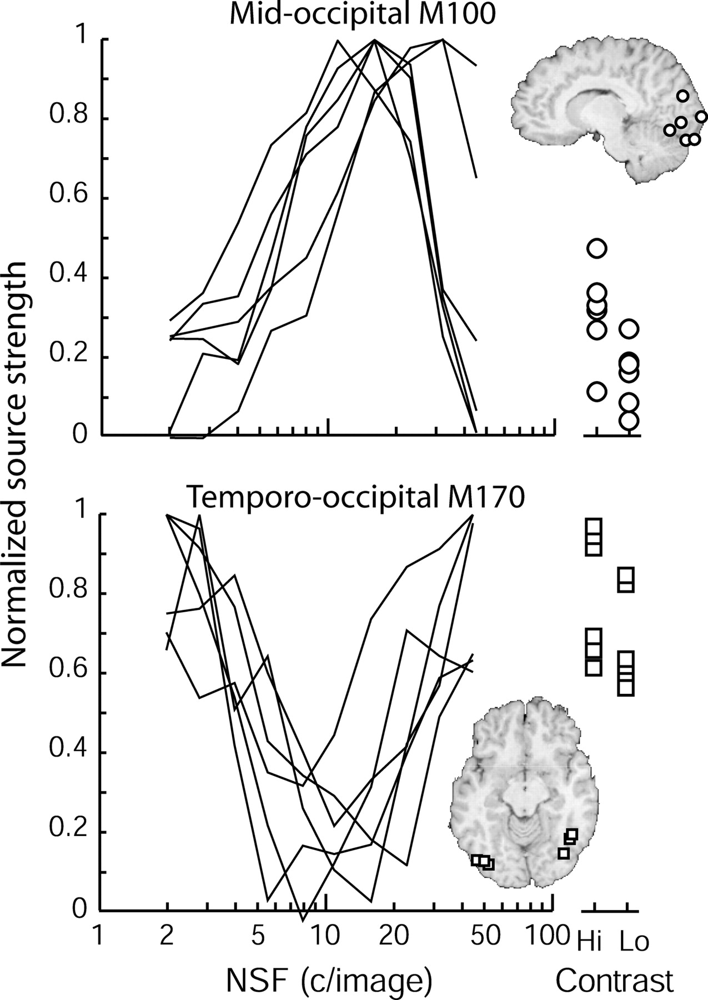 Mid-occipital M100
1
0.8
0.6
0.4
0.2
0
Normalized source strength
Temporo-occipital M170
1
0.8
0.6
0.4
0.2
0
1 2 5 10 20 50 100 Hi Lo
NSF (c/image) Contrast